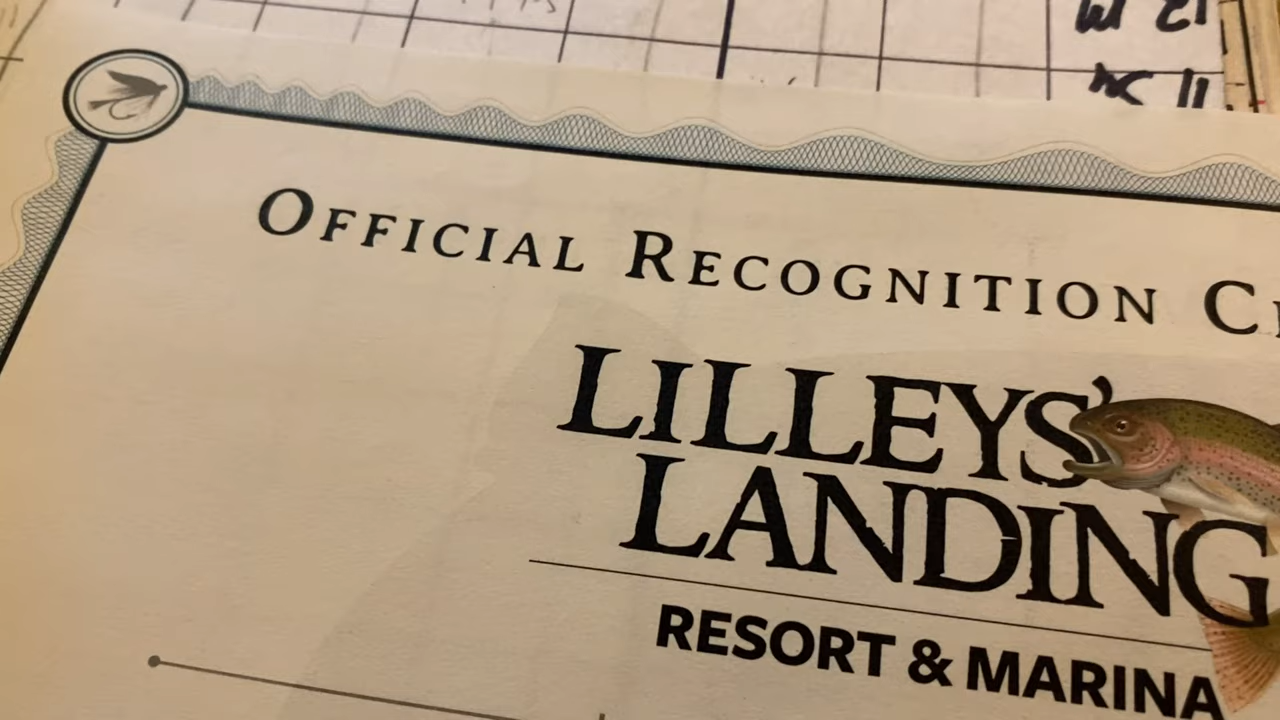 OFFICIAL RECOGNITION C
LILLEYS'
LANDING
RESORT & MARINA